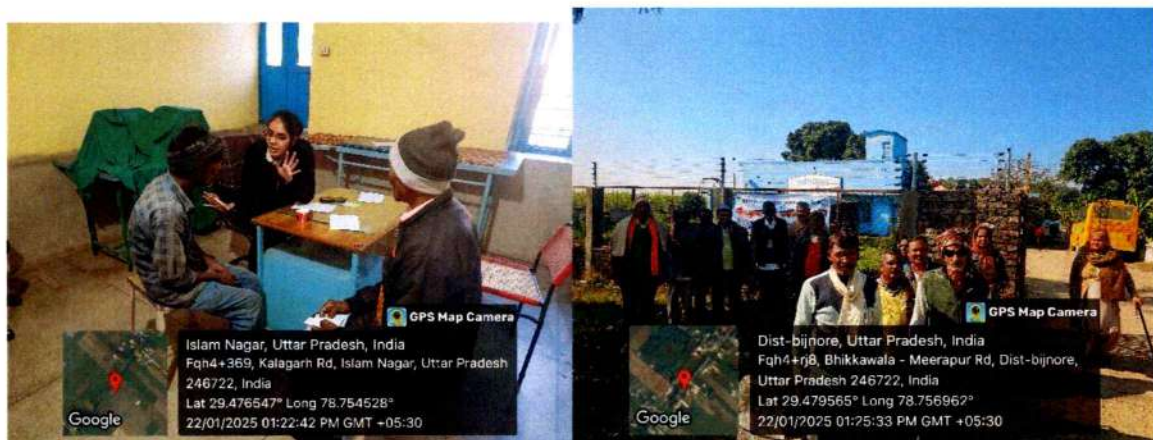 GPS Map Camera
Islam Nagar, Uttar Pradesh, India
Fqh4+369, Kalagarh Rd, Islam Nagar, Uttar Pradesh
246722, India
Lat 29.476547° Long 78.754528°
22/01/2025 01:22:42 PM GMT +05:30
Google
GPS Map Camera
Dist-bijnore, Uttar Pradesh, India
Fqh4+rj8, Bhikkawala - Meerapur Rd, Dist-bijnore,
Uttar Pradesh 246722, India
Lat 29.479565° Long 78.756962°
22/01/2025 01:25:33 PM GMT +05:30
Google